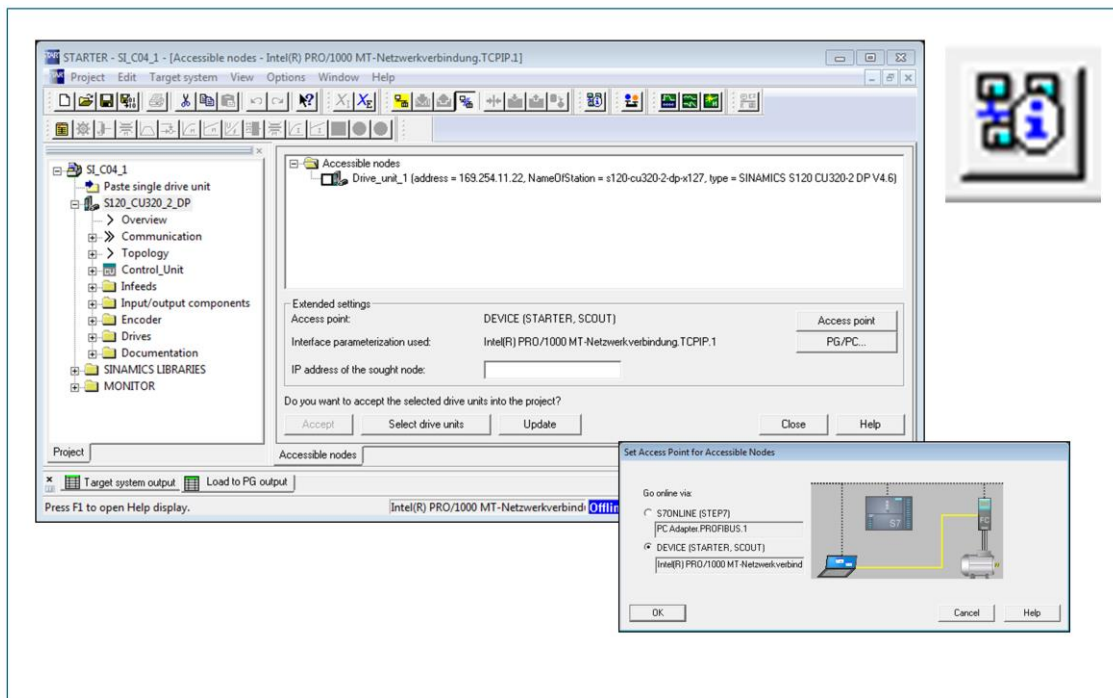 STARTER - SI_C04_1 - [Accessible nodes - Intel(R) PRO/1000 MT-Netzwerkverbindung.TCPIP.1]
Project Edit Target system View Options Window Help
SI_C04_1
Paste single drive unit
S120_CU320_2_DP
Overview
Communication
Topology
Control_Unit
Infeeds
Input/output components
Encoder
Drives
Documentation
SINAMICS LIBRARIES
MONITOR
Project
Accessible nodes
Drive_unit_1 (address = 169.254.11.22, NameOfStation = s120-cu320-2-dp-x127, type = SINAMICS S120 CU320-2 DP V4.6)
Extended settings
Access point: DEVICE (STARTER, SCOUT) Access point
Interface parameterization used: Intel(R) PRO/1000 MT-Netzwerkverbindung.TCPIP.1 PG/PC...
IP address of the sought node:
Do you want to accept the selected drive units into the project?
Accept Select drive units Update Close Help
Accessible nodes
Target system output Load to PG output
Press F1 to open Help display. Intel(R) PRO/1000 MT-Netzwerkverbind
Set Access Point for Accessible Nodes
Go online via:
S7ONLINE (STEP7)
PC Adapter.PROFIBUS.1
DEVICE (STARTER, SCOUT)
Intel(R) PRO/1000 MT-Netzwerkverbind
S7
FC
OK Cancel Help